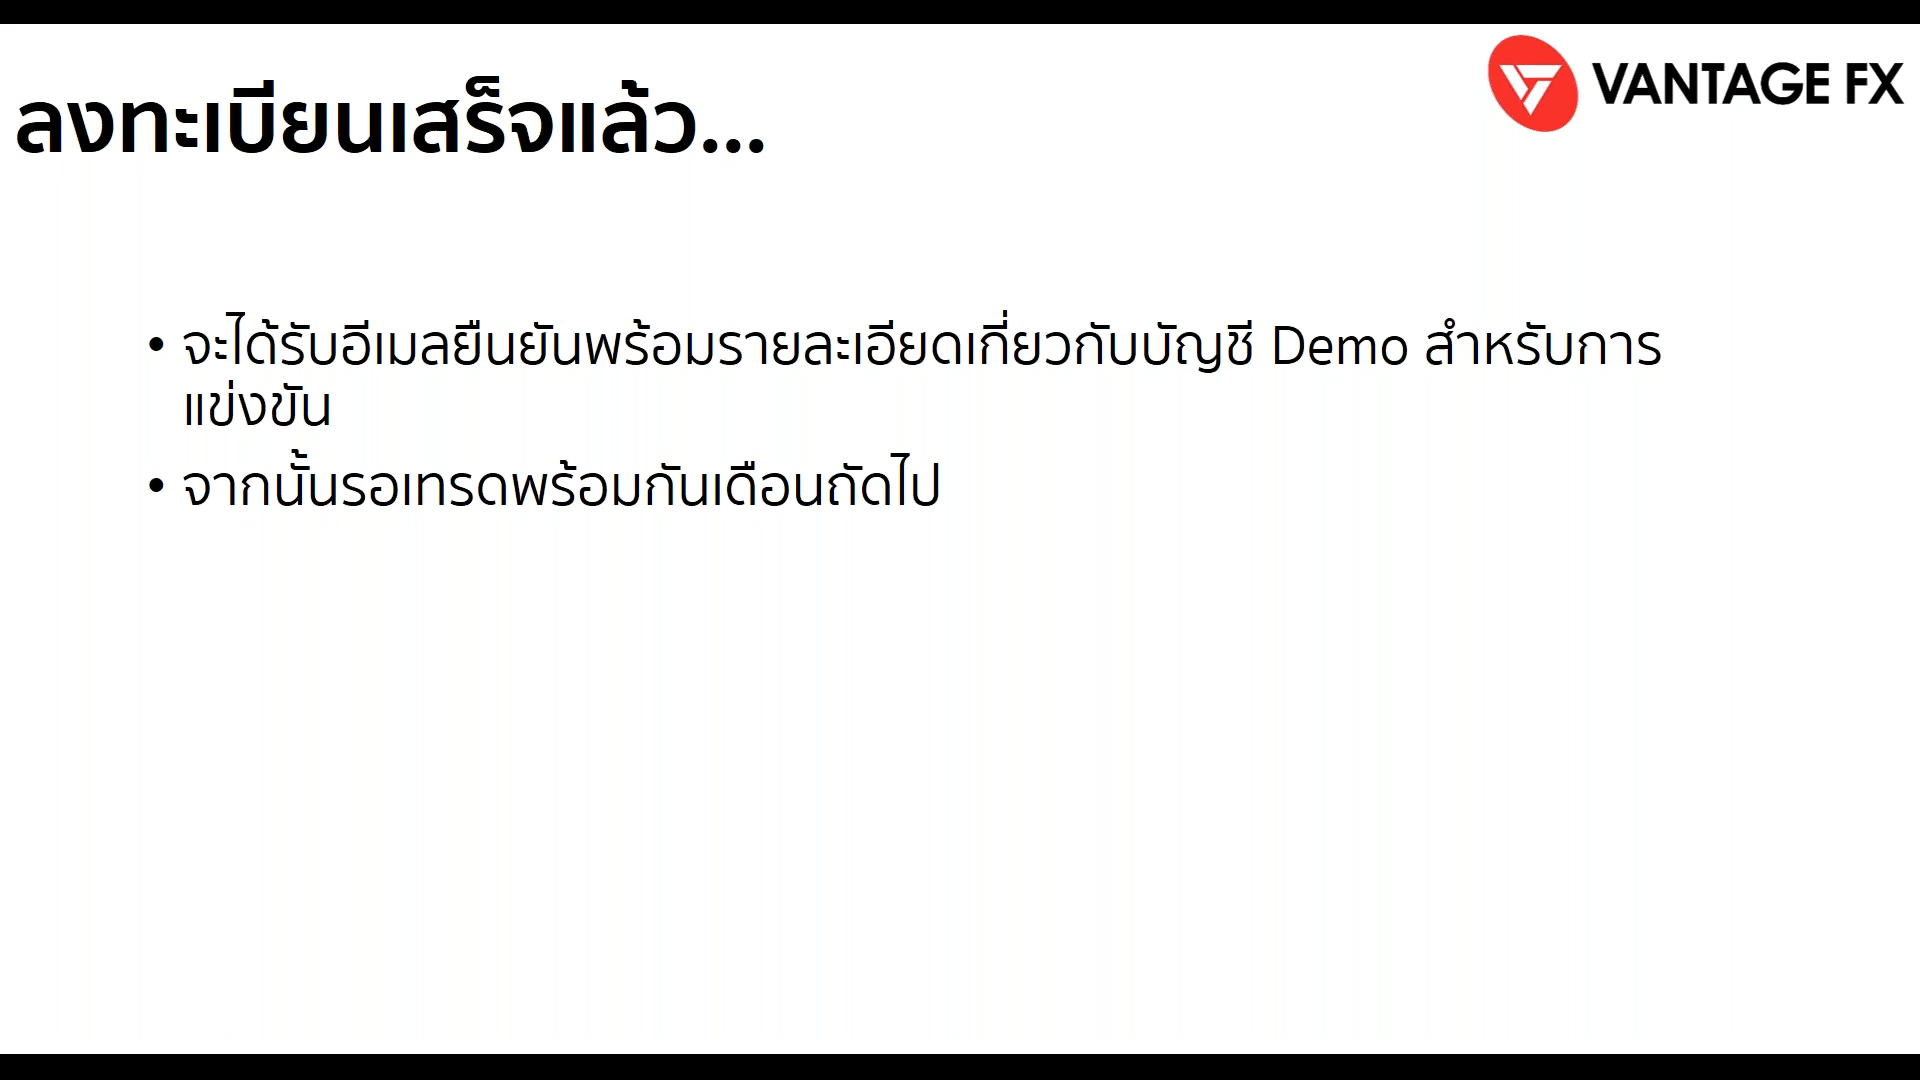 VANTAGE FX
ลงทะเบียนเสร็จแล้ว...
• จะได้รับอีเมลยืนยันพร้อมรายละเอียดเกี่ยวกับบัญชี Demo สำหรับการ
แข่งขัน
• จากนั้นรอเทรดพร้อมกันเดือนถัดไป